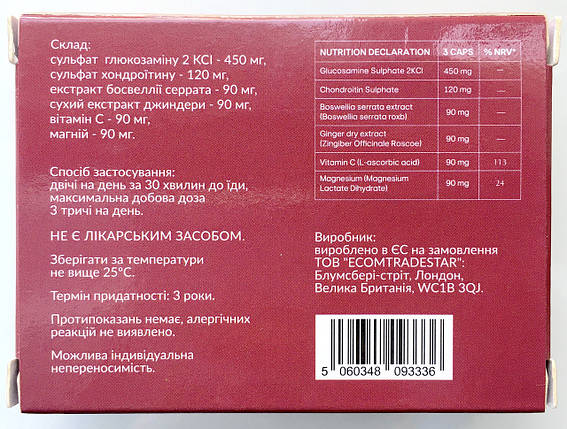 Склад:
сульфат глюкозаміну 2 KCl - 450 мг,
сульфат хондроїтину - 120 мг,
екстракт босвеллії серрата - 90 мг,
сухий екстракт джиндери - 90 мг,
вітамін С - 90 мг,
магній - 90 мг.
Спосіб застосування:
двічі на день за 30 хвилин до їди,
максимальна добова доза
3 тричі на день.
НЕ Є ЛІКАРСЬКИМ ЗАСОБОМ.
Зберігати за температури
не вище 25°С.
Термін придатності: 3 роки.
Протипоказань немає, алергічних
реакцій не виявлено.
Можлива індивідуальна
непереносимість.
NUTRITION DECLARATION 3 CAPS % NRV*
Glucosamine Sulphate 2KCl 450 mg —
Chondroitin Sulphate 120 mg —
Boswellia serrata extract
(Boswellia serrata roxb) 90 mg —
Ginger dry extract
(Zingiber Officinale Roscoe) 90 mg —
Vitamin C (L-ascorbic acid) 90 mg 113
Magnesium (Magnesium
Lactate Dihydrate) 90 mg 24
Виробник:
вироблено в ЄС на замовлення
ТОВ "ECOMTRADESTAR":
Блумсбері-стріт, Лондон,
Велика Британія, WC1B 3QJ.
5 060348 093336